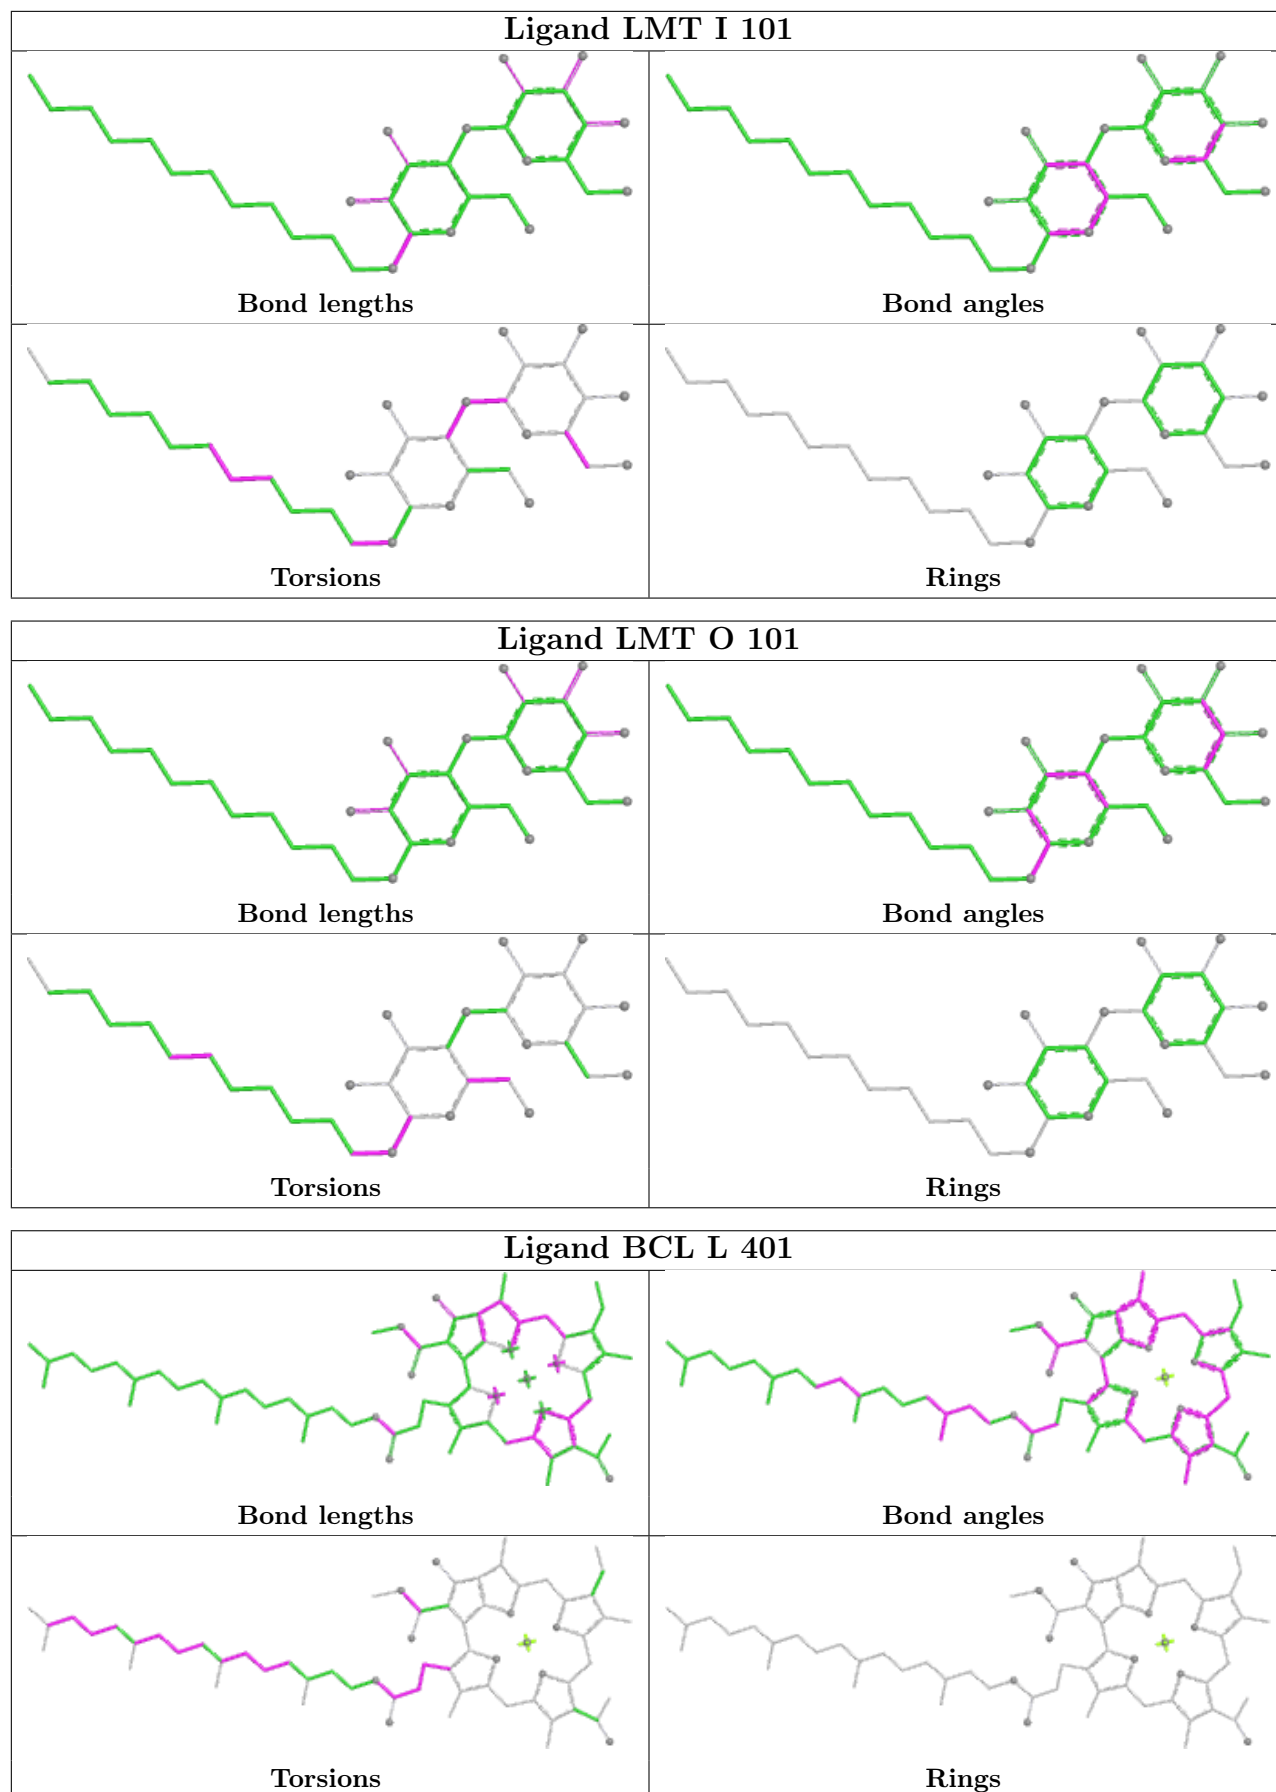 Ligand LMT I 101
Bond lengths
Bond angles
Torsions
Rings
Ligand LMT O 101
Bond lengths
Bond angles
Torsions
Rings
Ligand BCL L 401
Bond lengths
Bond angles
Torsions
Rings